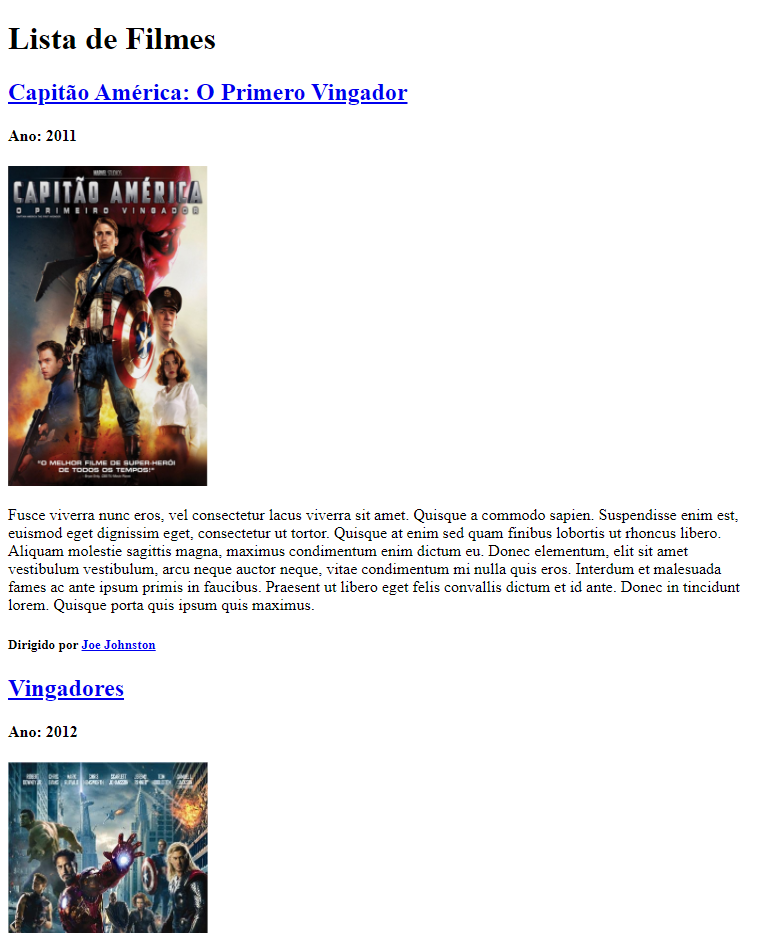 Lista de Filmes
Capitão América: O Primero Vingador
Ano: 2011
MARVEL STUDIOS
CAPITÃO AMÉRICA
O PRIMEIRO VINGADOR
"O MELHOR FILME DE SUPER-HERÓI
DE TODOS OS TEMPOS!"
Fusce viverra nunc eros, vel consectetur lacus viverra sit amet. Quisque a commodo sapien. Suspendisse enim est,
euismod eget dignissim eget, consectetur ut tortor. Quisque at enim sed quam finibus lobortis ut rhoncus libero.
Aliquam molestie sagittis magna, maximus condimentum enim dictum eu. Donec elementum, elit sit amet
vestibulum vestibulum, arcu neque auctor neque, vitae condimentum mi nulla quis eros. Interdum et malesuada
fames ac ante ipsum primis in faucibus. Praesent ut libero eget felis convallis dictum et id ante. Donec in tincidunt
lorem. Quisque porta quis ipsum quis maximus.
Dirigido por Joe Johnston
Vingadores
Ano: 2012